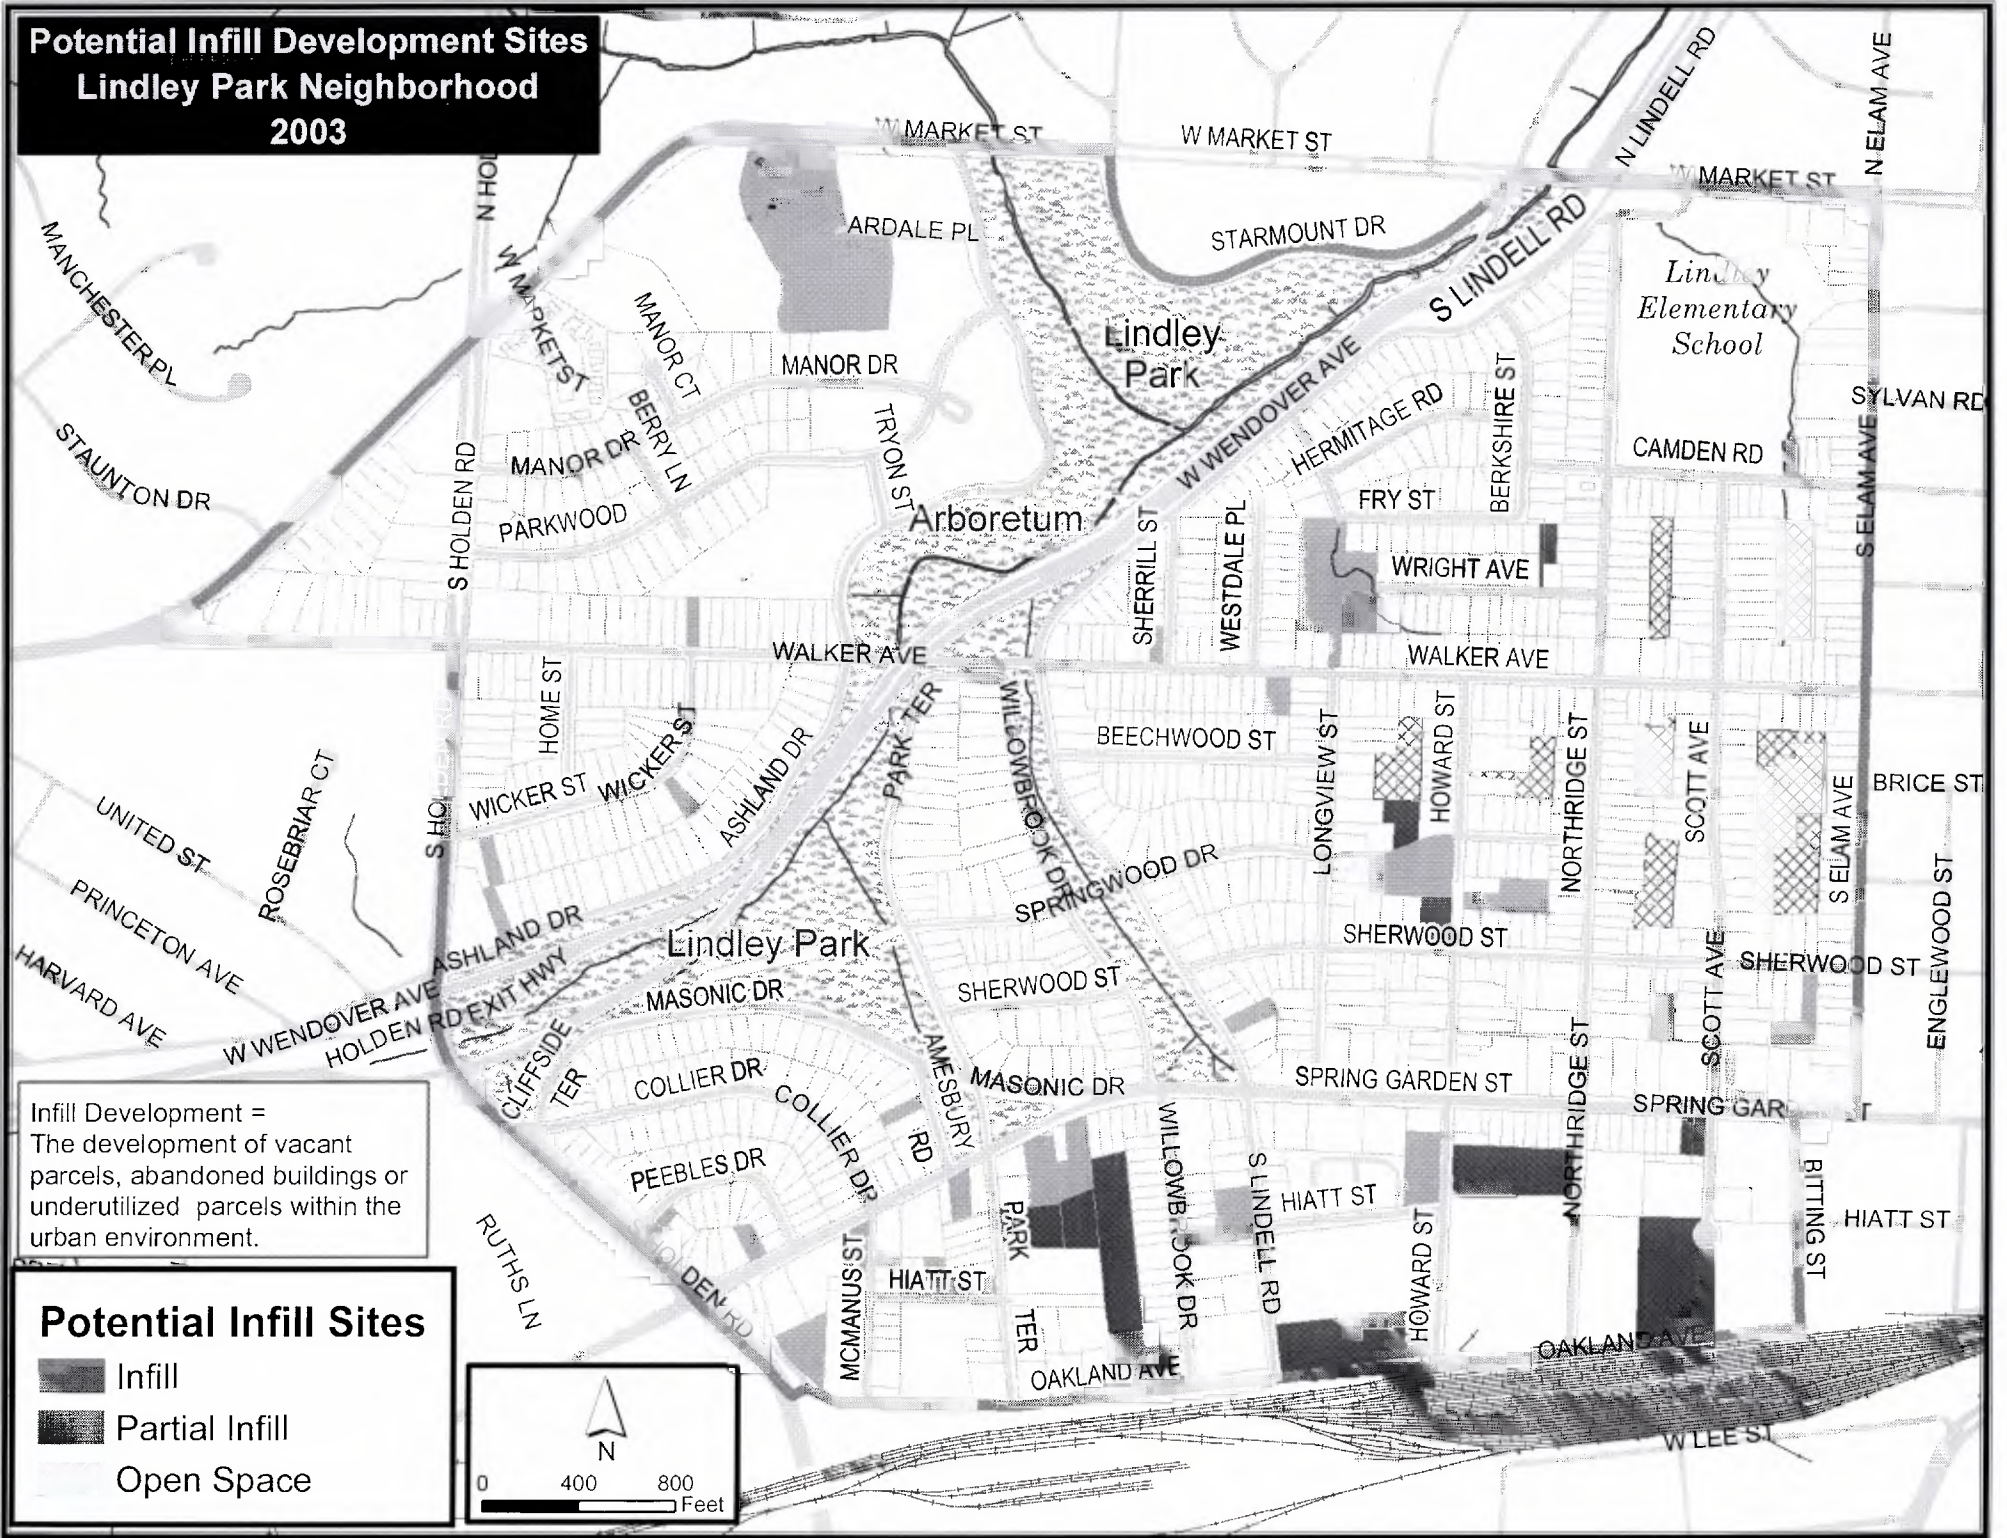 Potential Infill Development Sites
Lindley Park Neighborhood
2003
W MARKET ST
W MARKET ST
N LINDELL RD
N ELAM AVE
W MARKET ST
N HOL
MANCHESTER PL
W MARKET ST
ARDALE PL
STARMOUNT DR
S LINDELL RD
Lindley
Elementary
School
MANOR CT
MANOR DR
Lindley
Park
W WENDOVER AVE
HERMITAGE RD
BERKSHIRE ST
SYLVAN RD
CAMDEN RD
STAUNTON DR
S HOLDEN RD
MANOR DR
BERRY LN
PARKWOOD
TRYON ST
Arboretum
SHERRILL ST
WESTDALE PL
FRY ST
WRIGHT AVE
S ELAM AVE
WALKER AVE
WALKER AVE
HOME ST
WICKER ST
WICKER ST
ASHLAND DR
PARK TER
WILLOWBROOK DR
BEECHWOOD ST
LONGVIEW ST
HOWARD ST
NORTHRIDGE ST
SCOTT AVE
S ELAM AVE
BRICE ST
UNITED ST
ROSEBRIAR CT
PRINCETON AVE
HARVARD AVE
ASHLAND DR
W WENDOVER AVE
HOLDEN RD EXIT HWY
Lindley Park
SPRINGWOOD DR
SHERWOOD ST
SHERWOOD ST
SHERWOOD ST
SCOTT AVE
ENGLEWOOD ST
MASONIC DR
CLIFFSIDE
TER
COLLIER DR
COLLIER DR
AMESBURY
RD
MASONIC DR
SPRING GARDEN ST
SPRING GAR
NORTHRIDGE ST
PEEBLES DR
WILLOWBROOK DR
S LINDELL RD
HIATT ST
HOWARD ST
BITTING ST
HIATT ST
RUTHS LN
DEN RD
MCMANUS ST
HIATT ST
PARK
TER
OAKLAND AVE
OAKLAND AVE
W LEE ST
Infill Development =
The development of vacant
parcels, abandoned buildings or
underutilized parcels within the
urban environment.
Potential Infill Sites
Infill
Partial Infill
Open Space
N
0 400 800
Feet